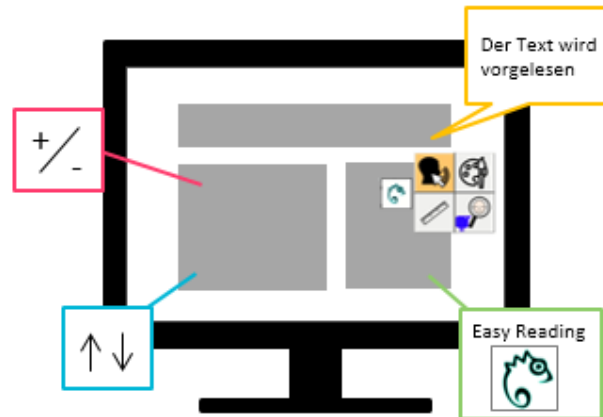 Der Text wird
vorgelesen
+/-
↑↓
Easy Reading